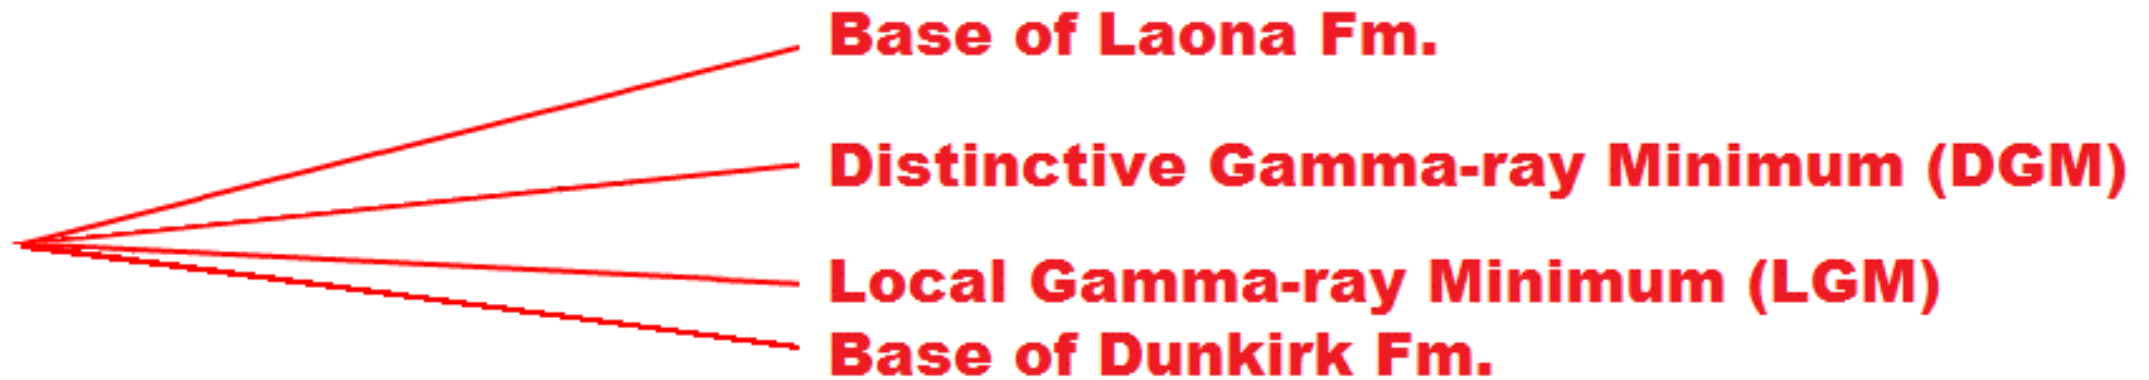 Base of Laona Fm.
Distinctive Gamma-ray Minimum (DGM)
Local Gamma-ray Minimum (LGM)
Base of Dunkirk Fm.